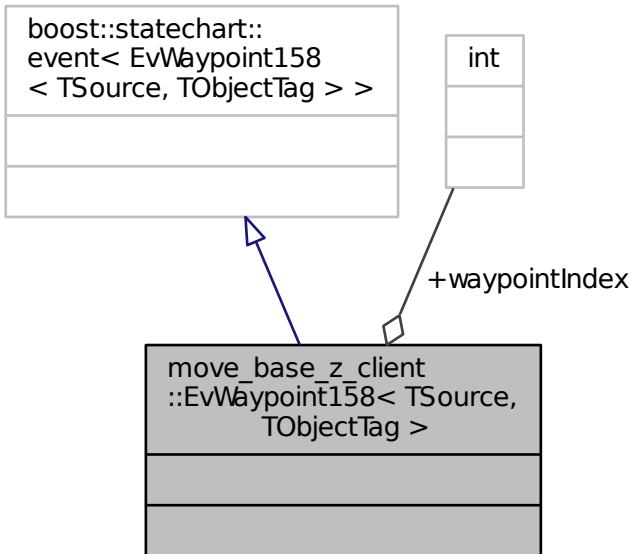 boost::statechart::
event< EvWaypoint158
< TSource, TObjectTag > >
int
+waypointIndex
move_base_z_client
::EvWaypoint158< TSource,
TObjectTag >